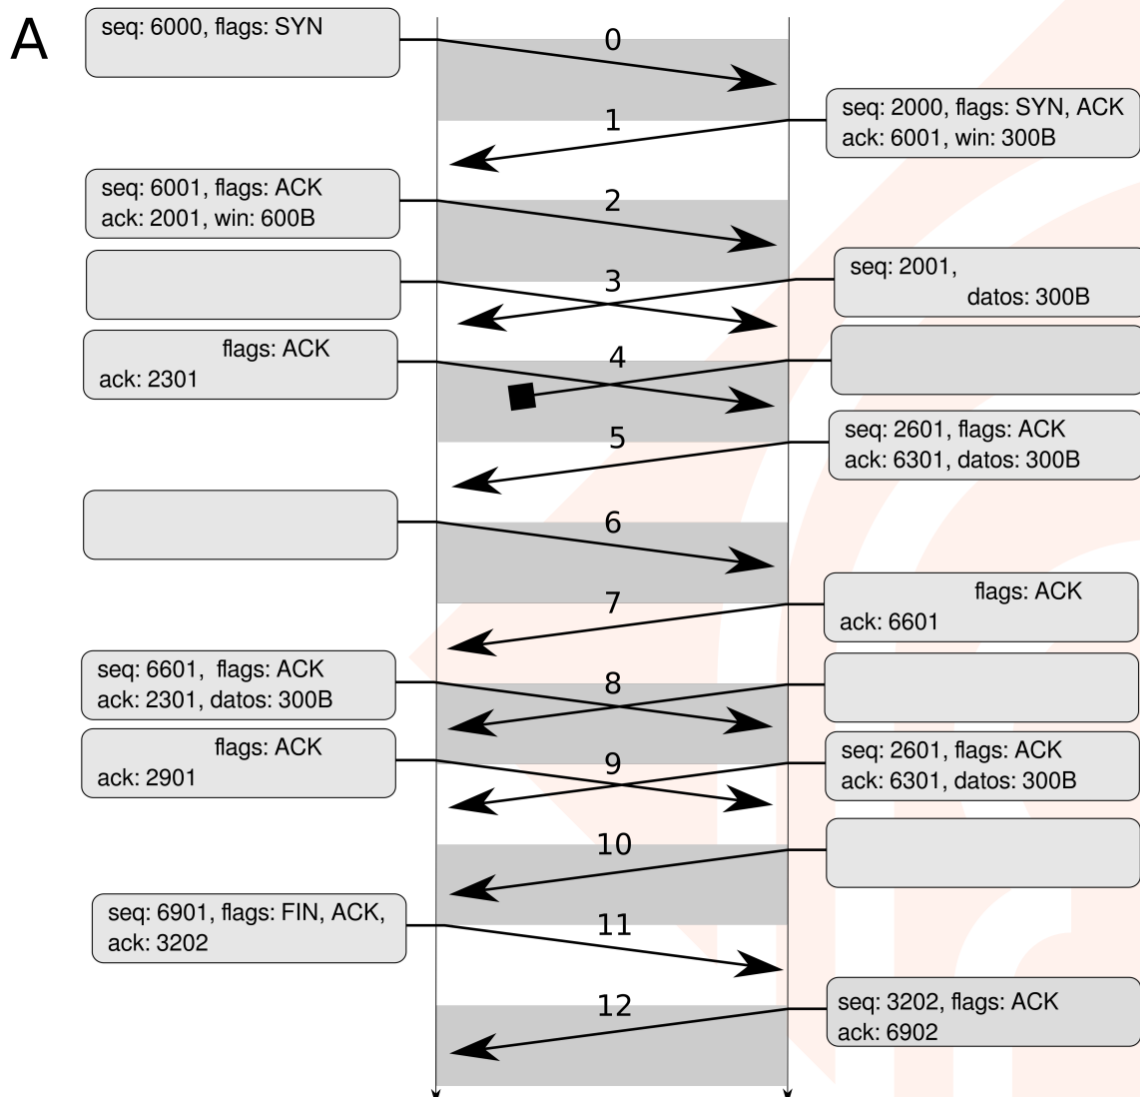 A
seq: 6000, flags: SYN
0
1
seq: 2000, flags: SYN, ACK
ack: 6001, win: 300B
seq: 6001, flags: ACK
ack: 2001, win: 600B
2
3
seq: 2001,
datos: 300B
flags: ACK
ack: 2301
4
5
seq: 2601, flags: ACK
ack: 6301, datos: 300B
6
7
flags: ACK
ack: 6601
seq: 6601, flags: ACK
ack: 2301, datos: 300B
8
flags: ACK
ack: 2901
9
seq: 2601, flags: ACK
ack: 6301, datos: 300B
10
seq: 6901, flags: FIN, ACK,
ack: 3202
11
12
seq: 3202, flags: ACK
ack: 6902